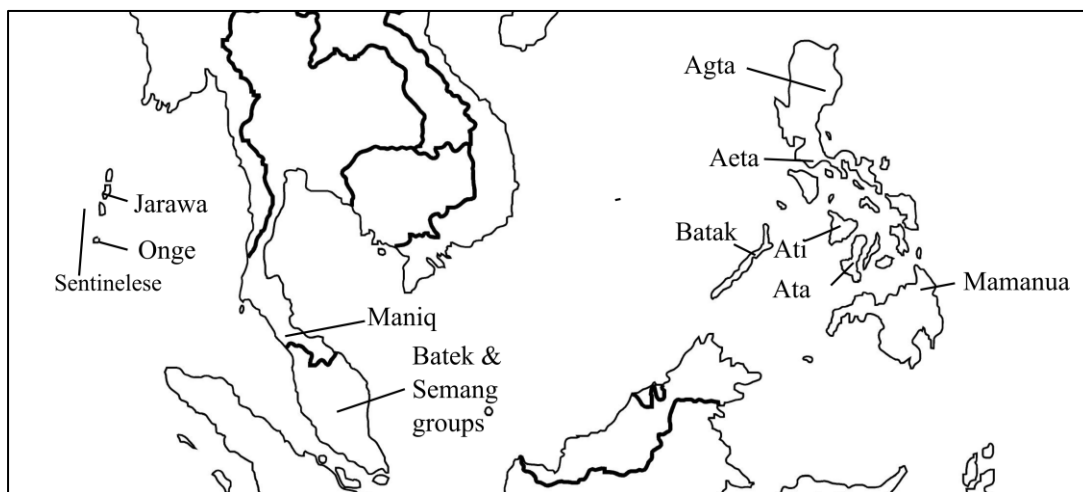 Agta
Aeta
Jarawa
Onge
Sentinelese
Batak
Ati
Ata
Mamanua
Maniq
Batek &
Semang
groups